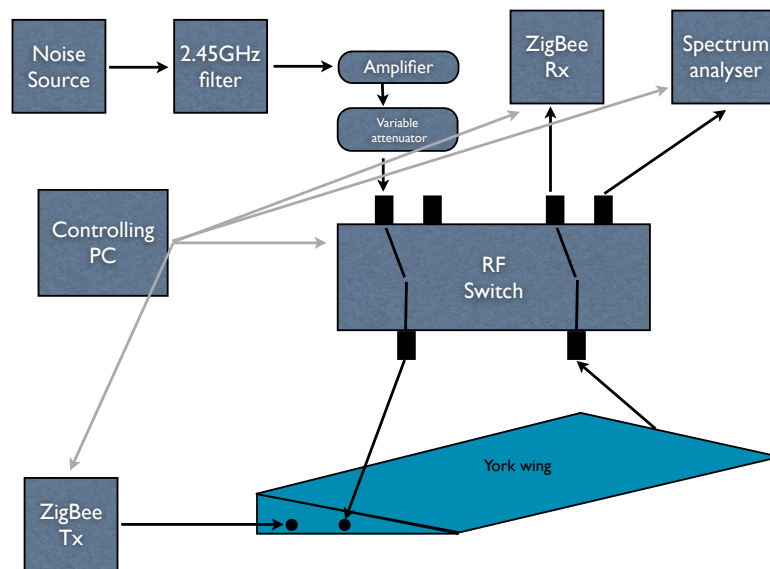 Noise
Source
2.45GHz
filter
Amplifier
Variable
attenuator
ZigBee
Rx
Spectrum
analyser
Controlling
PC
RF
Switch
York wing
ZigBee
Tx